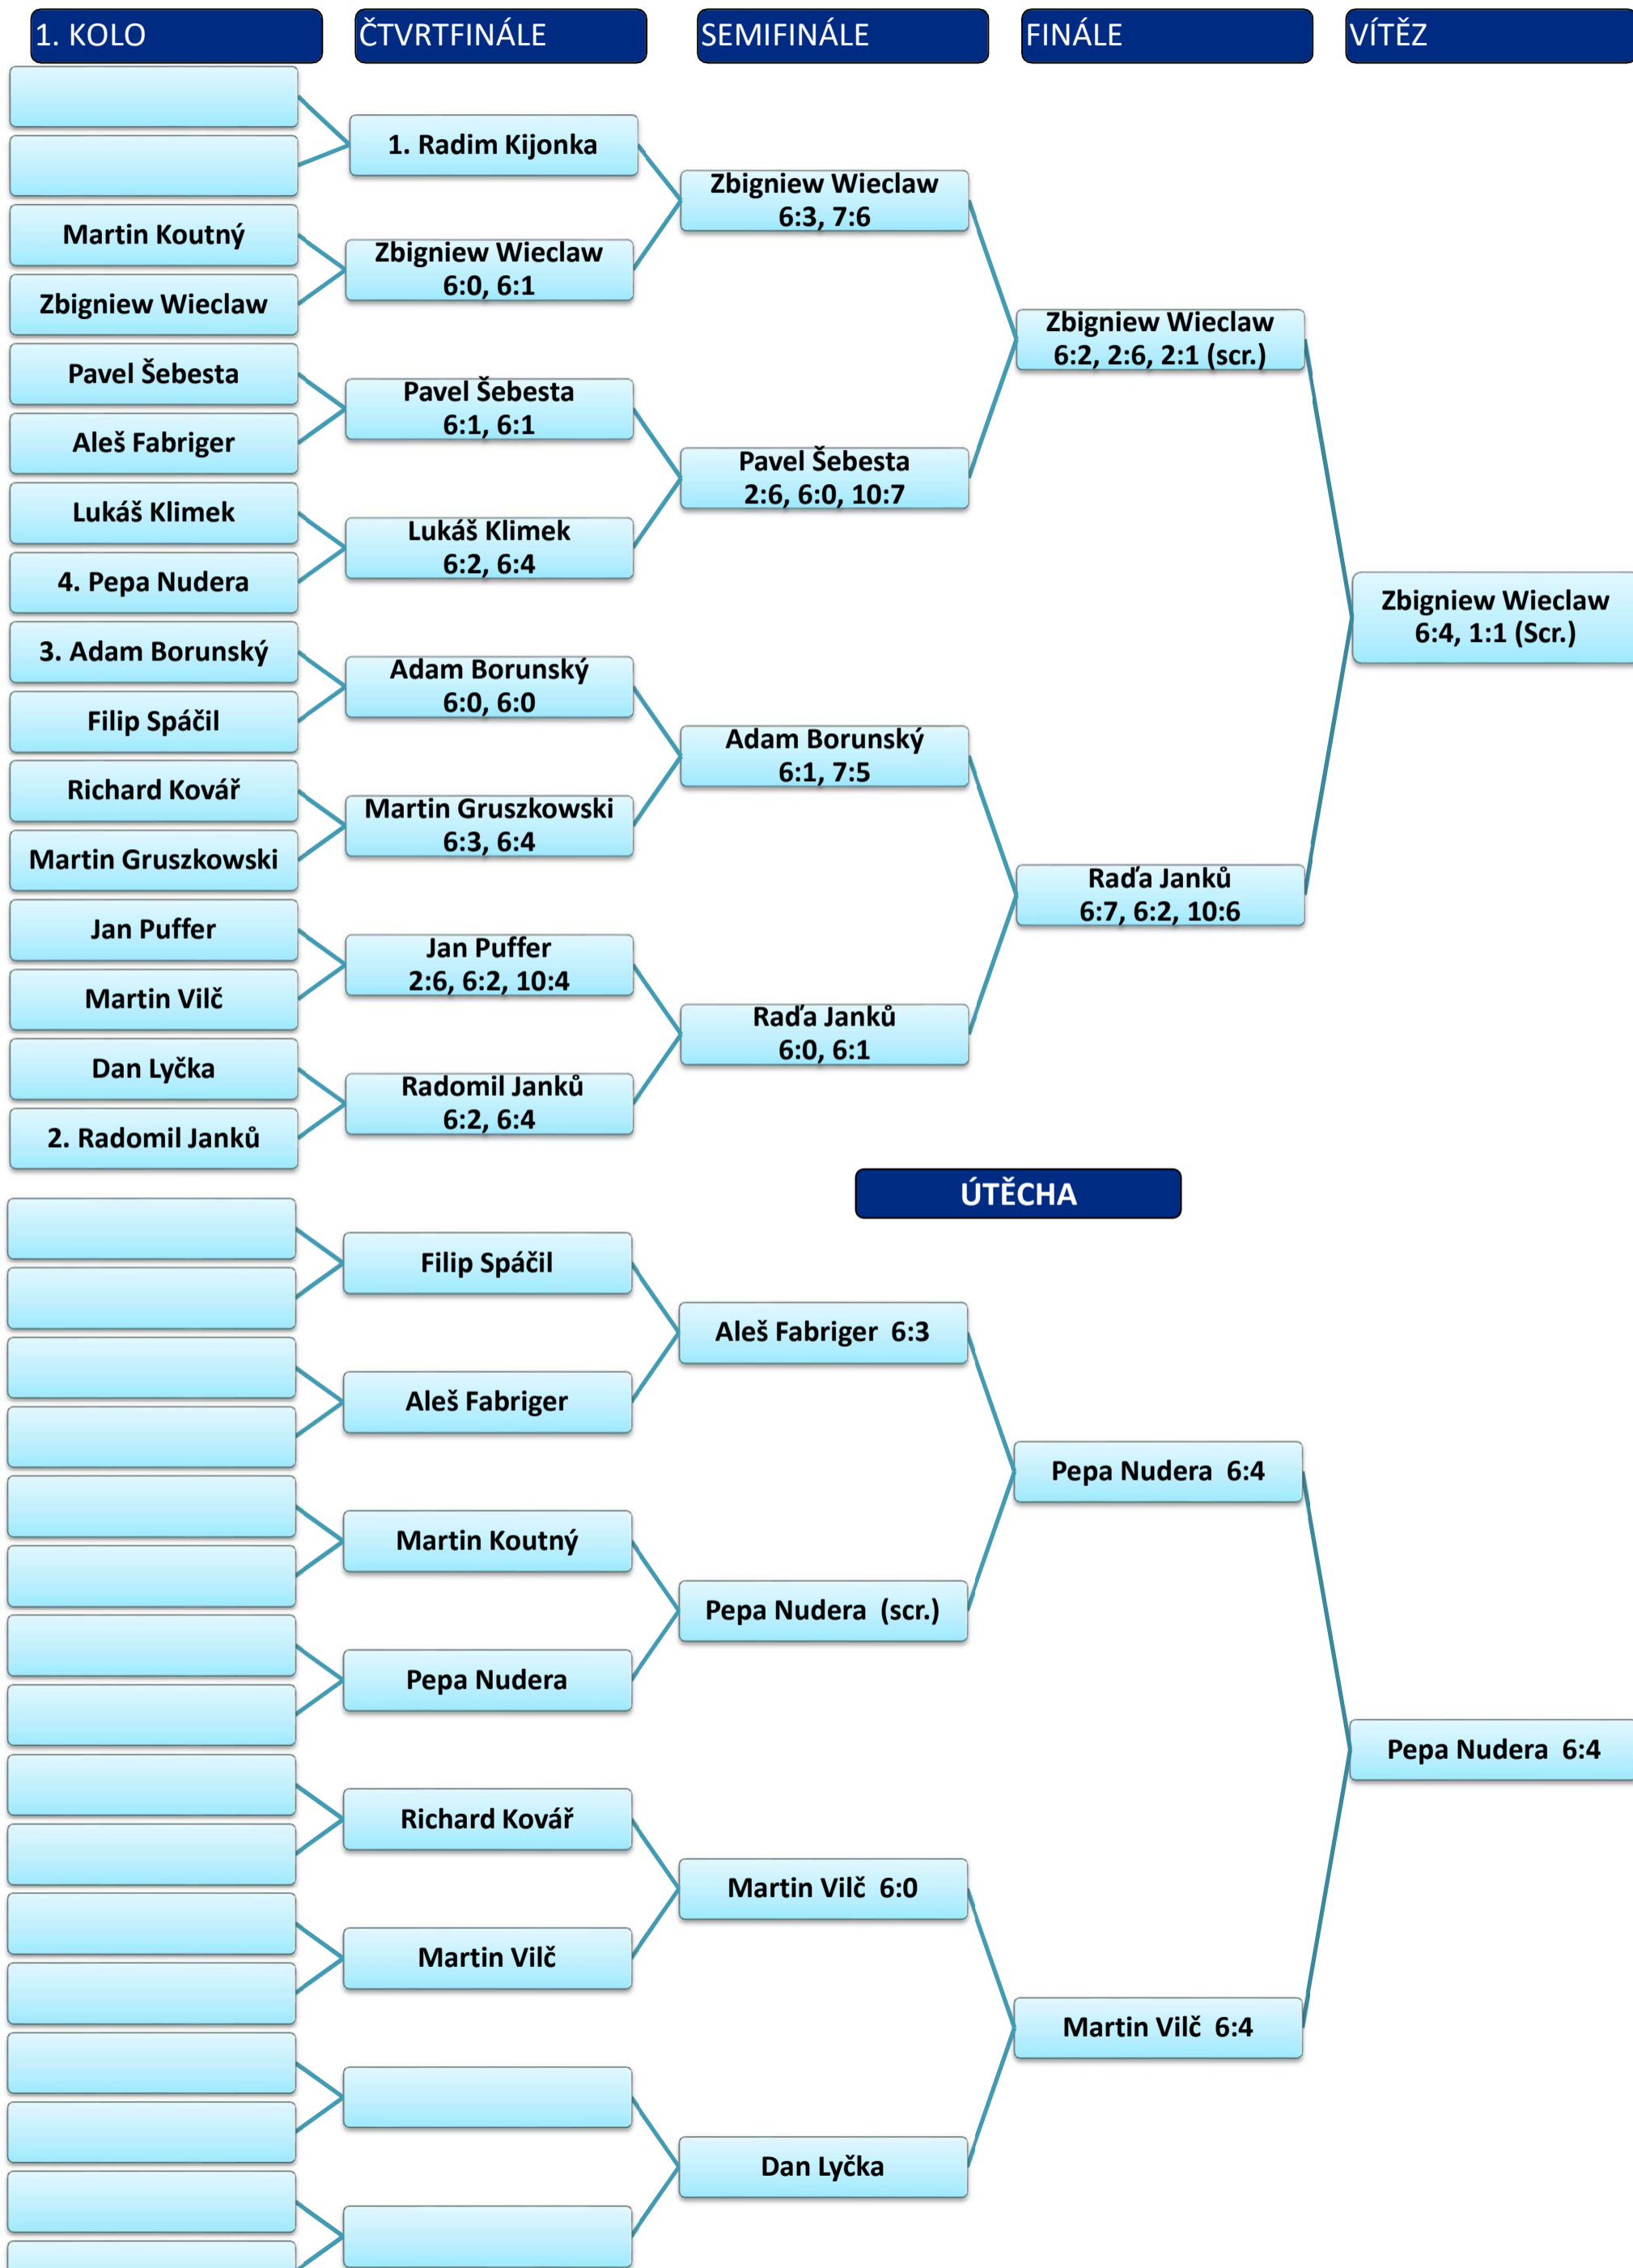 1. KOLO
ČTVRTFINÁLE
SEMIFINÁLE
FINÁLE
VÍTĚZ
Martin Koutný
Zbigniew Wieclaw
Pavel Šebesta
Aleš Fabriger
Lukáš Klimek
4. Pepa Nudera
3. Adam Borunský
Filip Spáčil
Richard Kovář
Martin Gruszkowski
Jan Puffer
Martin Vilč
Dan Lyčka
2. Radomil Janků
1. Radim Kijonka
Zbigniew Wieclaw
6:0, 6:1
Pavel Šebesta
6:1, 6:1
Lukáš Klimek
6:2, 6:4
Adam Borunský
6:0, 6:0
Martin Gruszkowski
6:3, 6:4
Jan Puffer
2:6, 6:2, 10:4
Radomil Janků
6:2, 6:4
Zbigniew Wieclaw
6:3, 7:6
Pavel Šebesta
2:6, 6:0, 10:7
Adam Borunský
6:1, 7:5
Raďa Janků
6:0, 6:1
Zbigniew Wieclaw
6:2, 2:6, 2:1 (scr.)
Raďa Janků
6:7, 6:2, 10:6
Zbigniew Wieclaw
6:4, 1:1 (Scr.)
ÚTĚCHA
Filip Spáčil
Aleš Fabriger
Martin Koutný
Pepa Nudera
Richard Kovář
Martin Vilč
Aleš Fabriger 6:3
Pepa Nudera (scr.)
Martin Vilč 6:0
Dan Lyčka
Pepa Nudera 6:4
Martin Vilč 6:4
Pepa Nudera 6:4